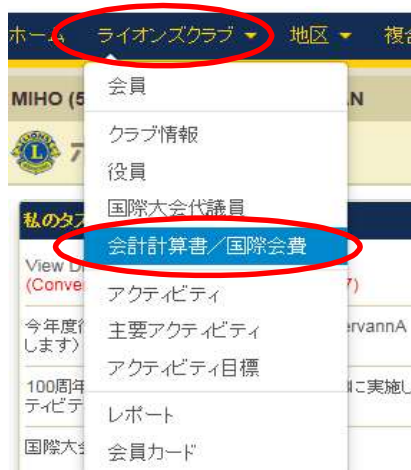 ホーム ライオンズクラブ 地区 複合
MIHO (5
会員
N
クラブ情報
役員
国際大会代議員
私のタス
会計計算書／国際会費
View D
(Conve
7)
アクティビティ
今年度
します）
主要アクティビティ
ervannA
アクティビティ目標
100周年
ティビテ
に実施し
レポート
国際大会
会員カード